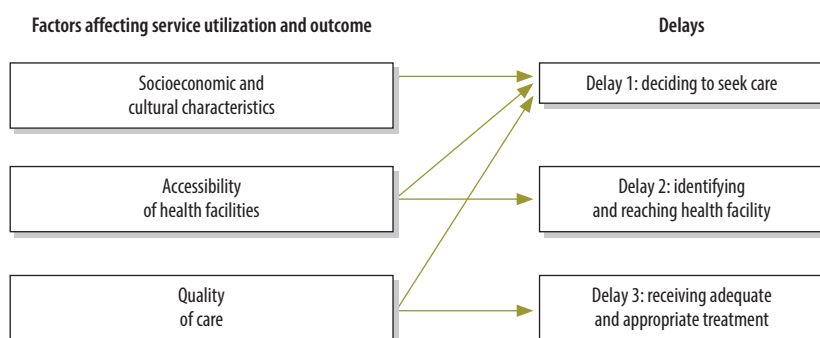 Factors affecting service utilization and outcome
Delays
Socioeconomic and
cultural characteristics
Delay 1: deciding to seek care
Accessibility
of health facilities
Delay 2: identifying
and reaching health facility
Quality
of care
Delay 3: receiving adequate
and appropriate treatment